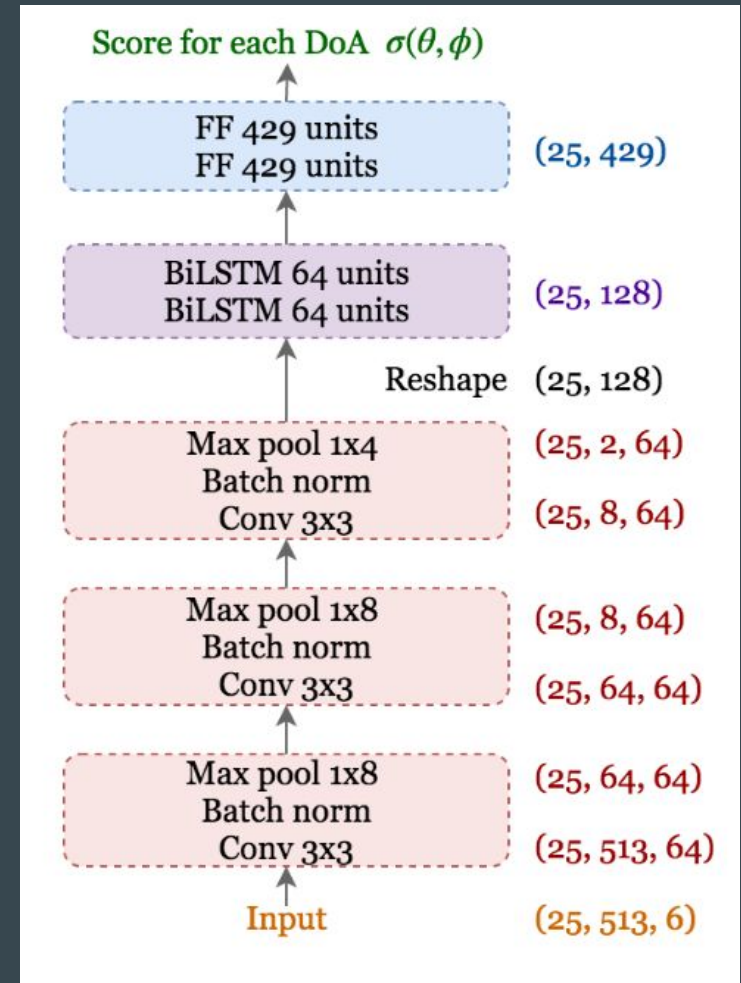 Score for each DoA σ(θ, ϕ)
FF 429 units
FF 429 units
(25, 429)
BiLSTM 64 units
BiLSTM 64 units
(25, 128)
Reshape (25, 128)
Max pool 1x4
Batch norm
Conv 3x3
(25, 2, 64)
(25, 8, 64)
Max pool 1x8
Batch norm
Conv 3x3
(25, 8, 64)
(25, 64, 64)
Max pool 1x8
Batch norm
Conv 3x3
(25, 64, 64)
(25, 513, 64)
Input (25, 513, 6)